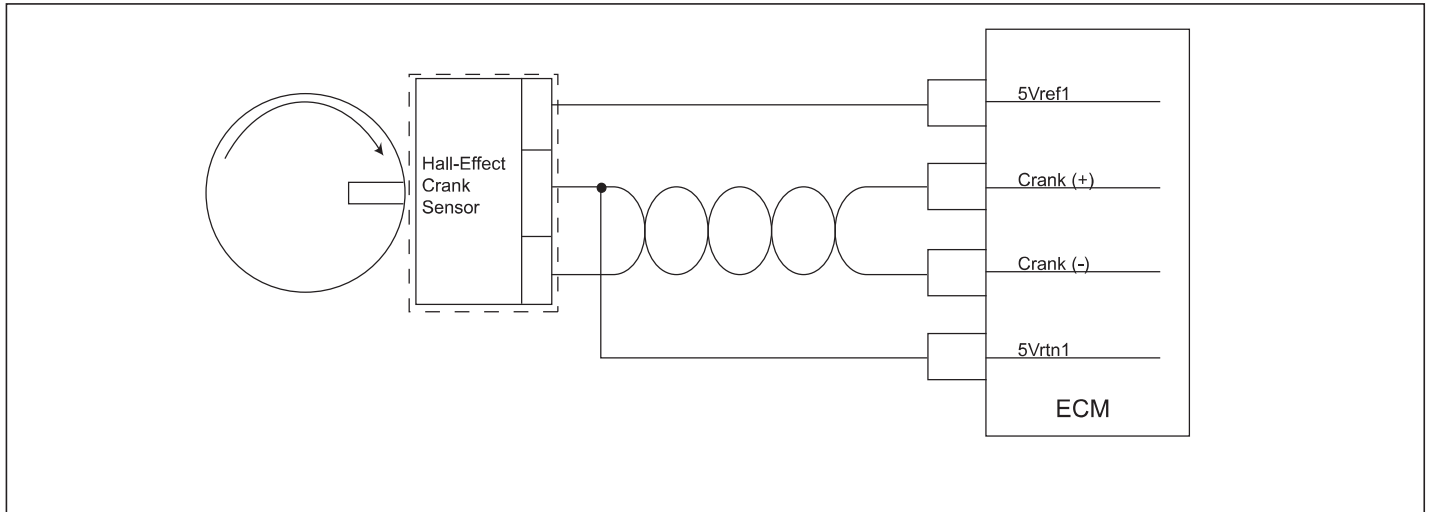 Hall-Effect
Crank
Sensor
5Vref1
Crank (+)
Crank (-)
5Vrtn1
ECM